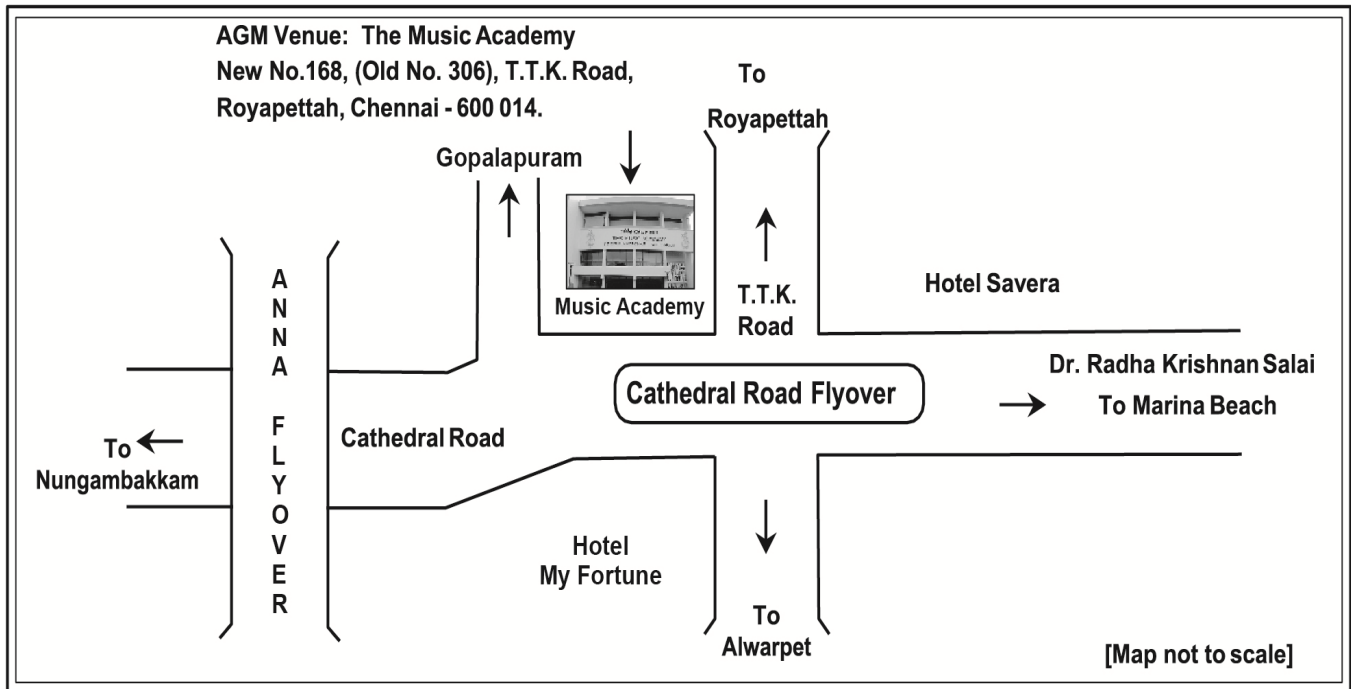 AGM Venue: The Music Academy
New No.168, (Old No. 306), T.T.K. Road,
Royapettah, Chennai - 600 014.
To
Royapettah
Gopalapuram
Music Academy
T.T.K.
Road
Hotel Savera
ANNA FLYOVER
Cathedral Road Flyover
Dr. Radha Krishnan Salai
To Marina Beach
Cathedral Road
To
Nungambakkam
Hotel
My Fortune
To
Alwarpet
[Map not to scale]